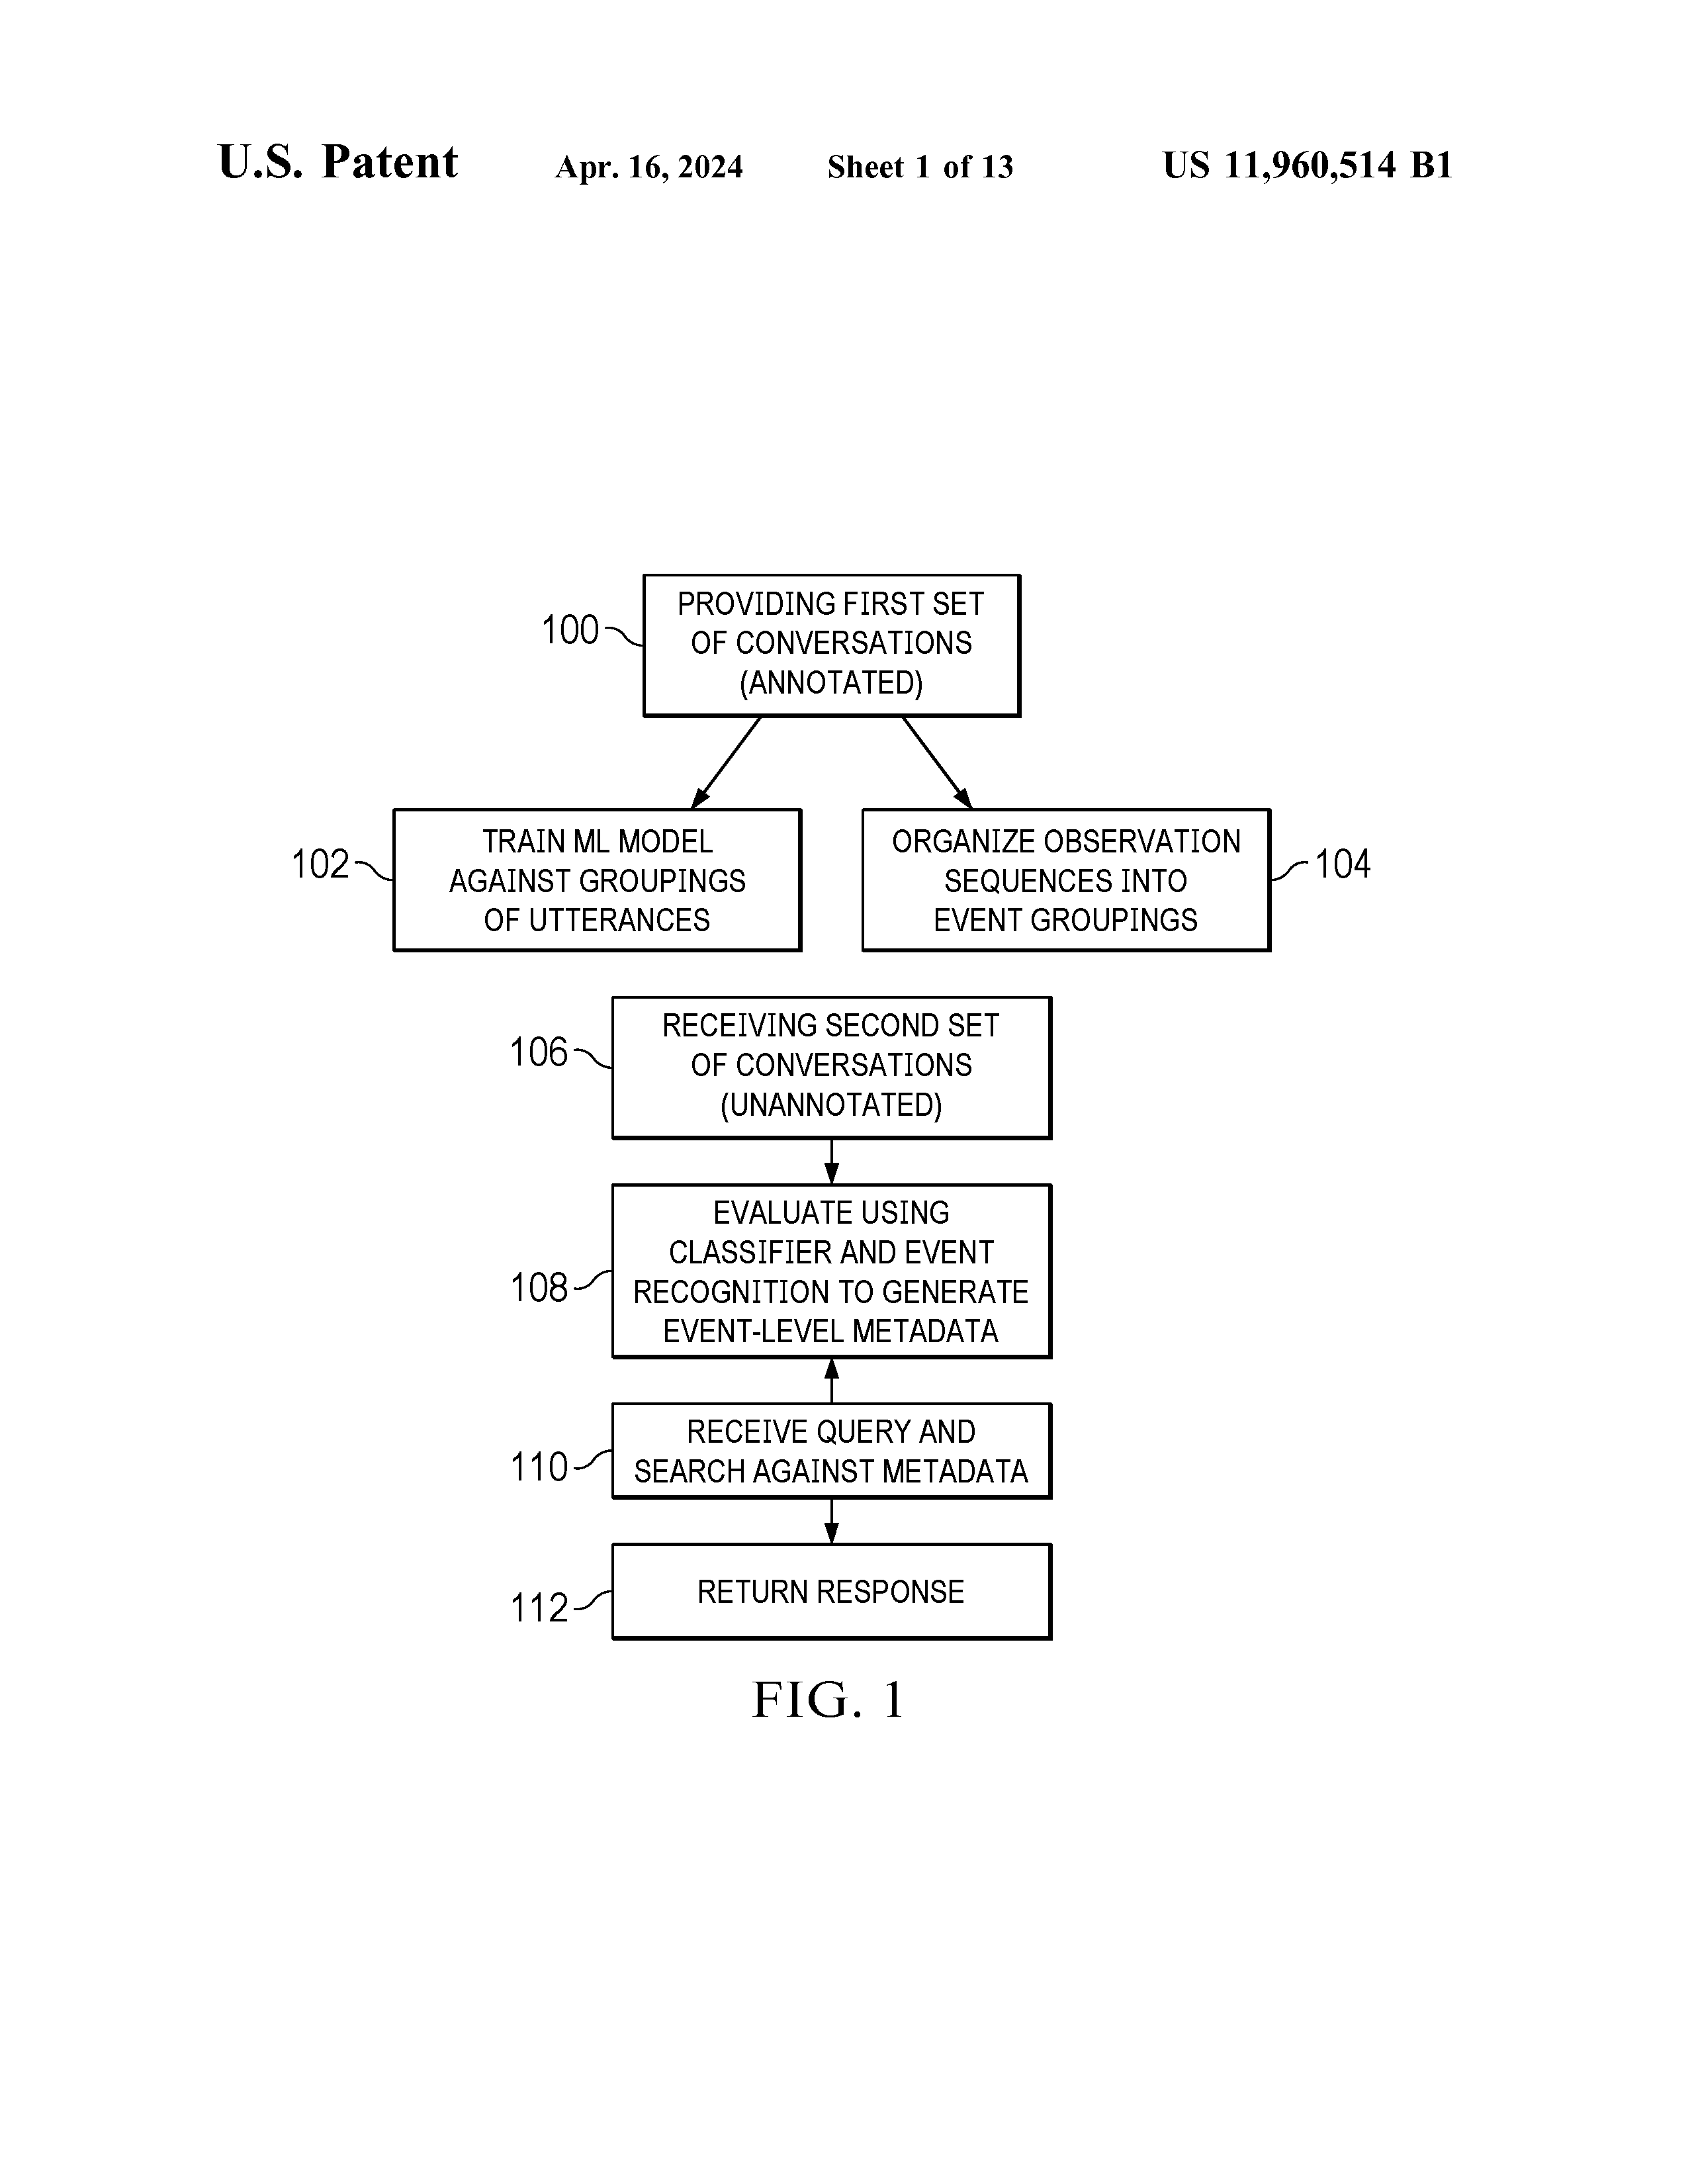 U.S. Patent Apr. 16, 2024 Sheet 1 of 13 US 11,960,514 B1
100
PROVIDING FIRST SET
OF CONVERSATIONS
(ANNOTATED)
102
TRAIN ML MODEL
AGAINST GROUPINGS
OF UTTERANCES
ORGANIZE OBSERVATION
SEQUENCES INTO
EVENT GROUPINGS
104
106
RECEIVING SECOND SET
OF CONVERSATIONS
(UNANNOTATED)
108
EVALUATE USING
CLASSIFIER AND EVENT
RECOGNITION TO GENERATE
EVENT-LEVEL METADATA
110
RECEIVE QUERY AND
SEARCH AGAINST METADATA
112
RETURN RESPONSE
FIG. 1